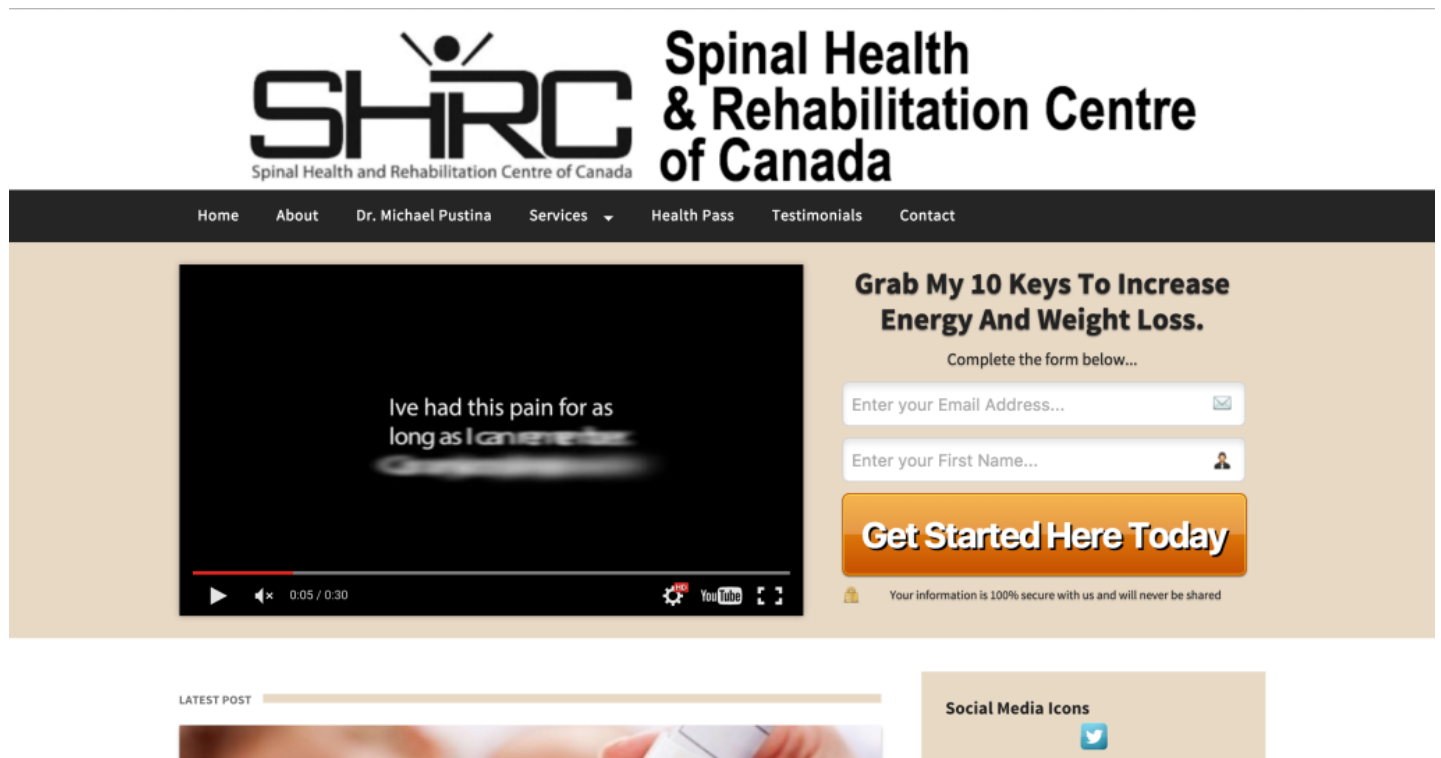 SHRC
Spinal Health and Rehabilitation Centre of Canada
Spinal Health
& Rehabilitation Centre
of Canada
Home About Dr. Michael Pustina Services Health Pass Testimonials Contact
Ive had this pain for as
long as I can remember.
0:05 / 0:30
HD
YouTube
Grab My 10 Keys To Increase
Energy And Weight Loss.
Complete the form below...
Enter your Email Address...
Enter your First Name...
Get Started Here Today
Your information is 100% secure with us and will never be shared
LATEST POST
Social Media Icons